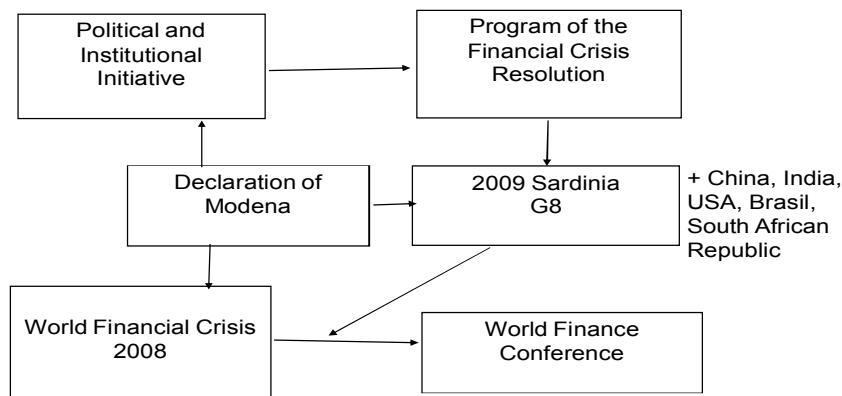 Political and
Institutional
Initiative
Program of the
Financial Crisis
Resolution
Declaration of
Modena
2009 Sardinia
G8
+ China, India,
USA, Brasil,
South African
Republic
World Financial Crisis
2008
World Finance
Conference